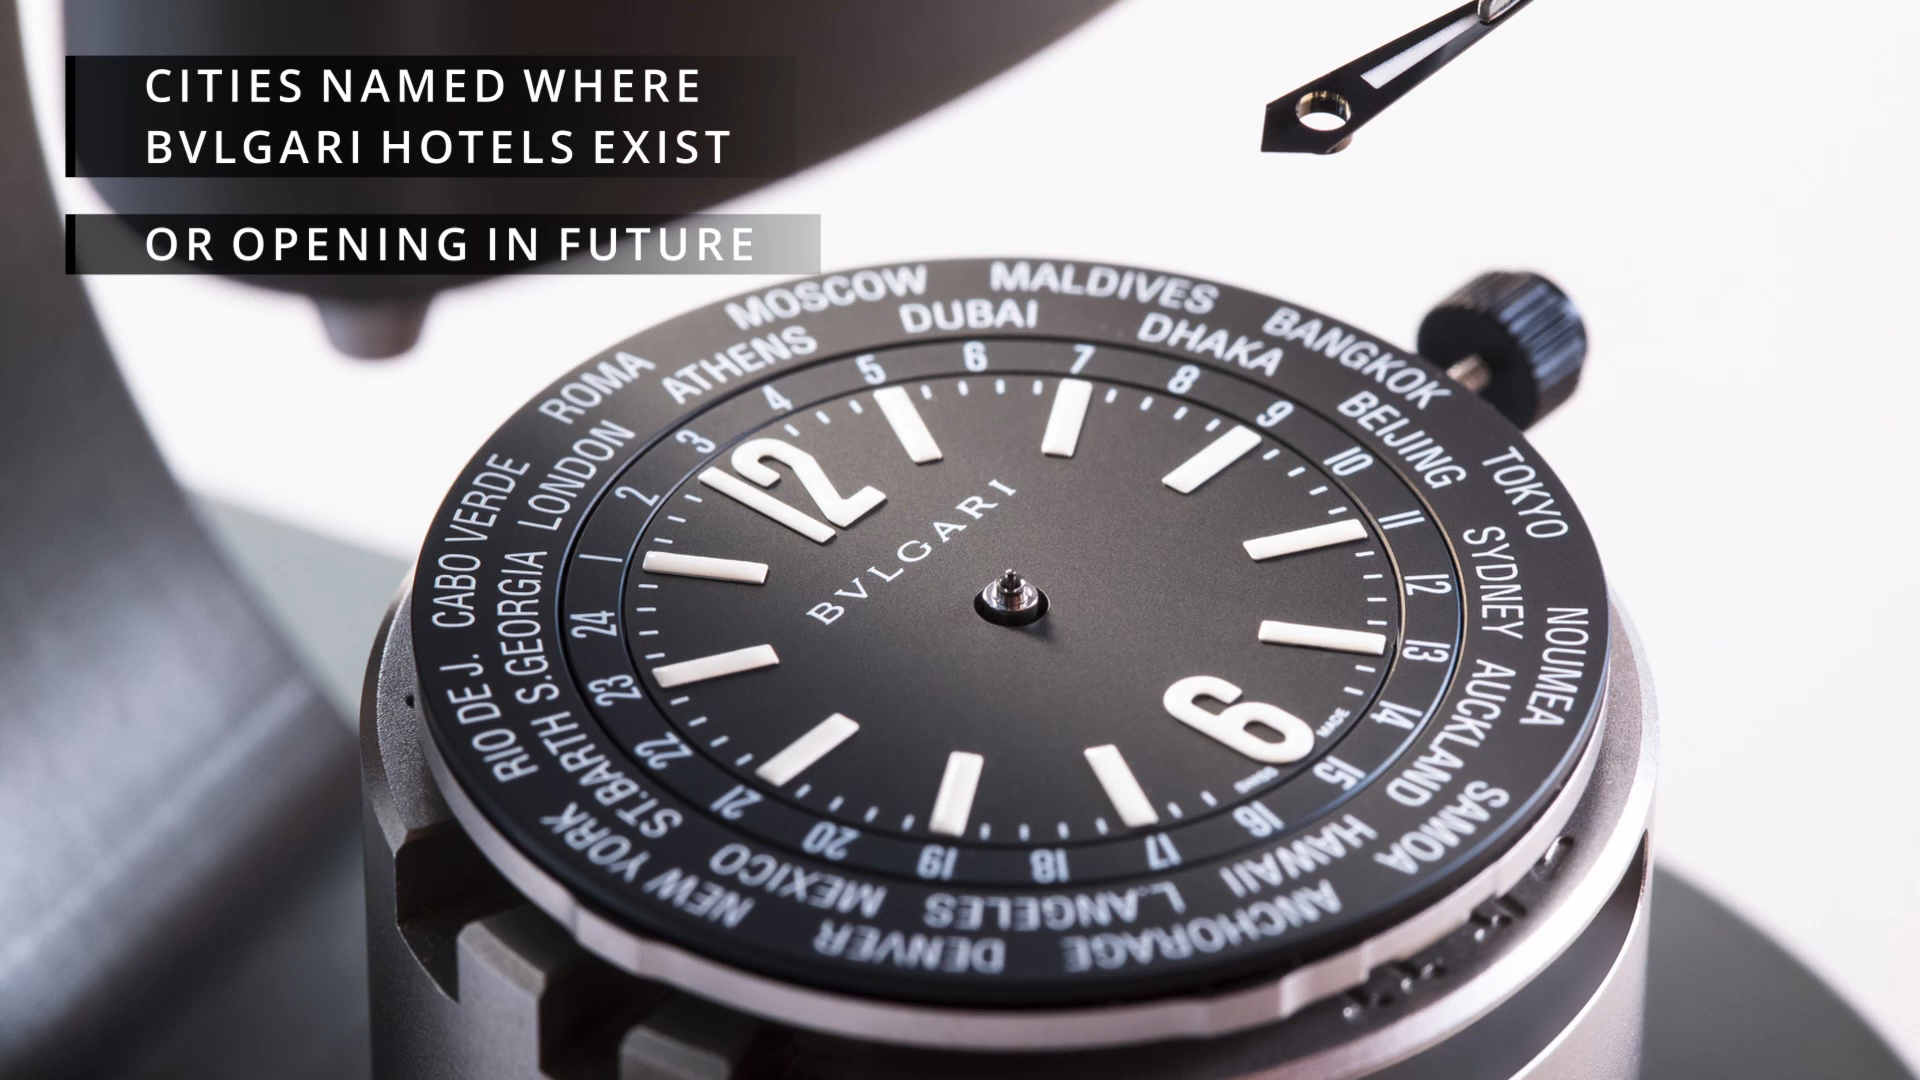 CITIES NAMED WHERE
BVLGARI HOTELS EXIST
OR OPENING IN FUTURE
MOSCOW
MALDIVES
BANGKOK
TOKYO
NOUMEA
SAMOA
ANCHORAGE
DENVER
NEW YORK
RIO DE J.
CABO VERDE
ROMA
ATHENS
DUBAI
DHAKA
BEIJING
SYDNEY
AUCKLAND
HAWAII
L.ANGELES
MEXICO
ST.BARTH
S.GEORGIA
LONDON
1
2
3
4
5
6
7
8
9
10
11
12
13
14
15
16
17
18
19
20
21
22
23
24
12
6
BVLGARI
SWISS
MADE